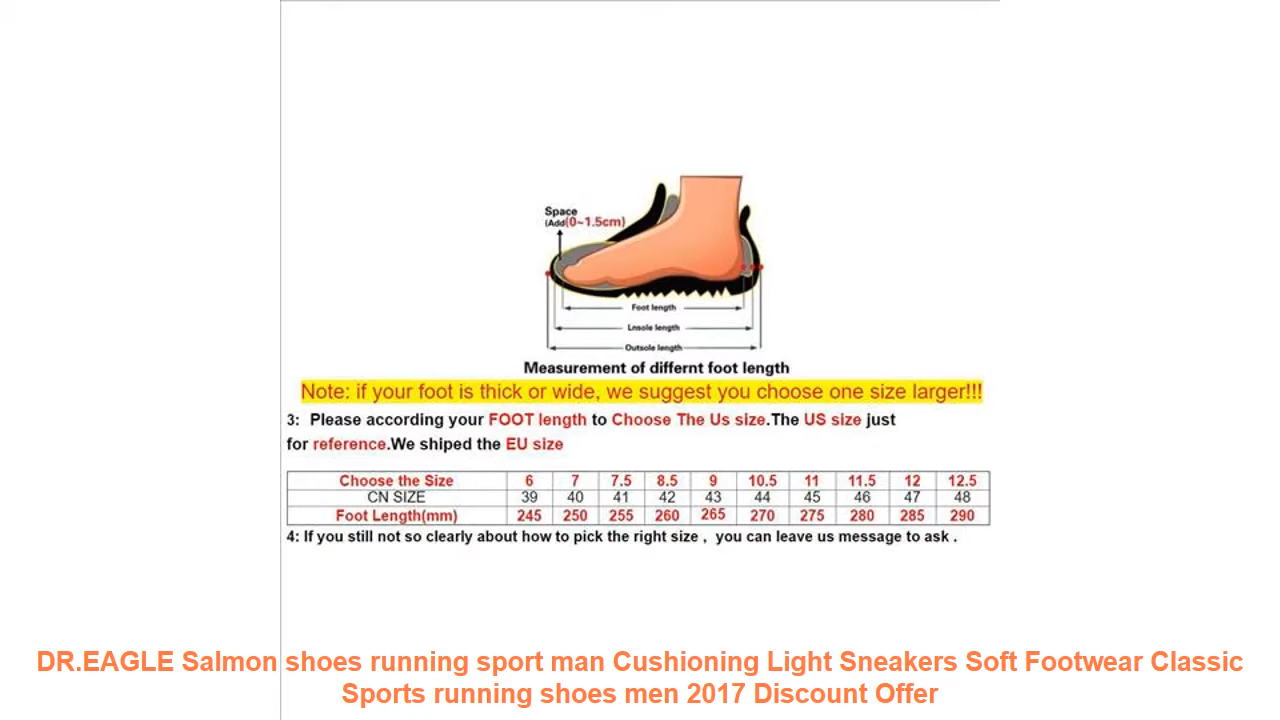 Space
(Add(0~1.5cm)
Foot length
Lnsole length
Outsole length
Measurement of differnt foot length
Note: if your foot is thick or wide, we suggest you choose one size larger!!!
3: Please according your FOOT length to Choose The Us size.The US size just
for reference.We shiped the EU size
Choose the Size 6 7 7.5 8.5 9 10.5 11 11.5 12 12.5
CN SIZE 39 40 41 42 43 44 45 46 47 48
Foot Length(mm) 245 250 255 260 265 270 275 280 285 290
4: If you still not so clearly about how to pick the right size , you can leave us message to ask .
DR.EAGLE Salmon shoes running sport man Cushioning Light Sneakers Soft Footwear Classic
Sports running shoes men 2017 Discount Offer